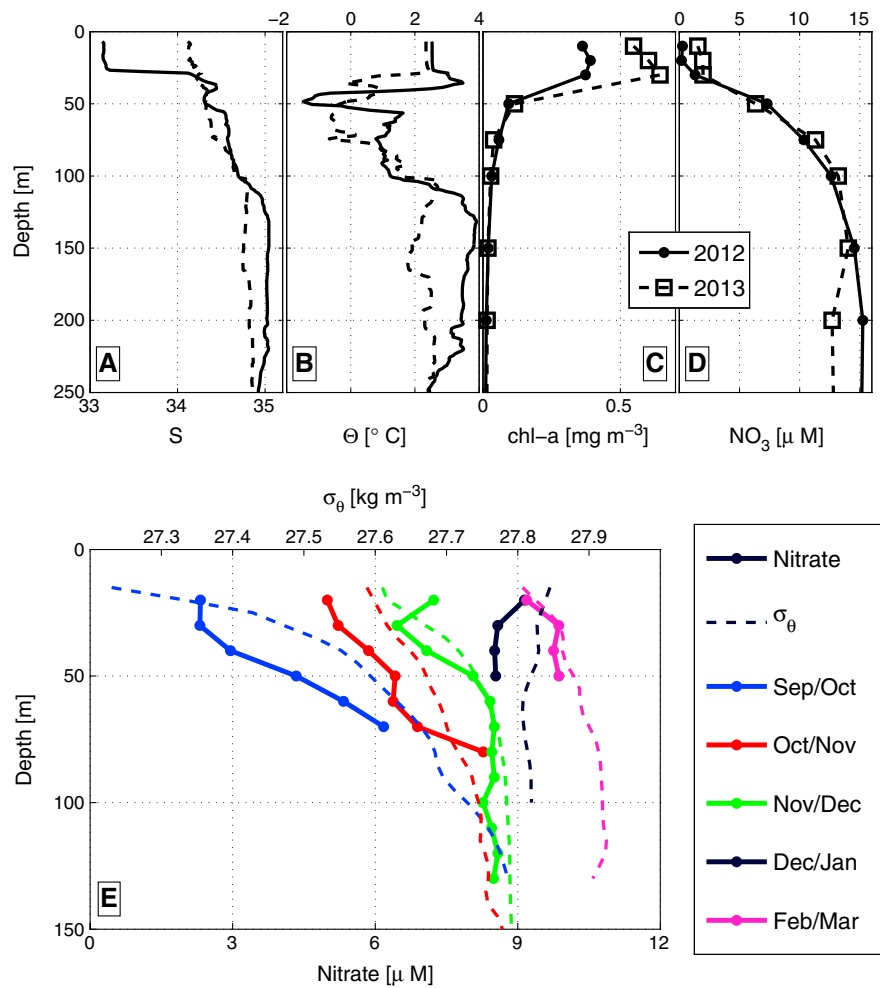 −2 0 2 4 0 5 10 15
0
50
100
150
200
250
Depth [m]
2012
2013
A B C D
33 34 35 0 0.5
S Θ [° C] chl−a [mg m−3] NO3 [μ M]
σθ [kg m−3]
27.3 27.4 27.5 27.6 27.7 27.8 27.9
0
50
100
150
Depth [m]
E
0 3 6 9 12
Nitrate [μ M]
Nitrate
σθ
Sep/Oct
Oct/Nov
Nov/Dec
Dec/Jan
Feb/Mar